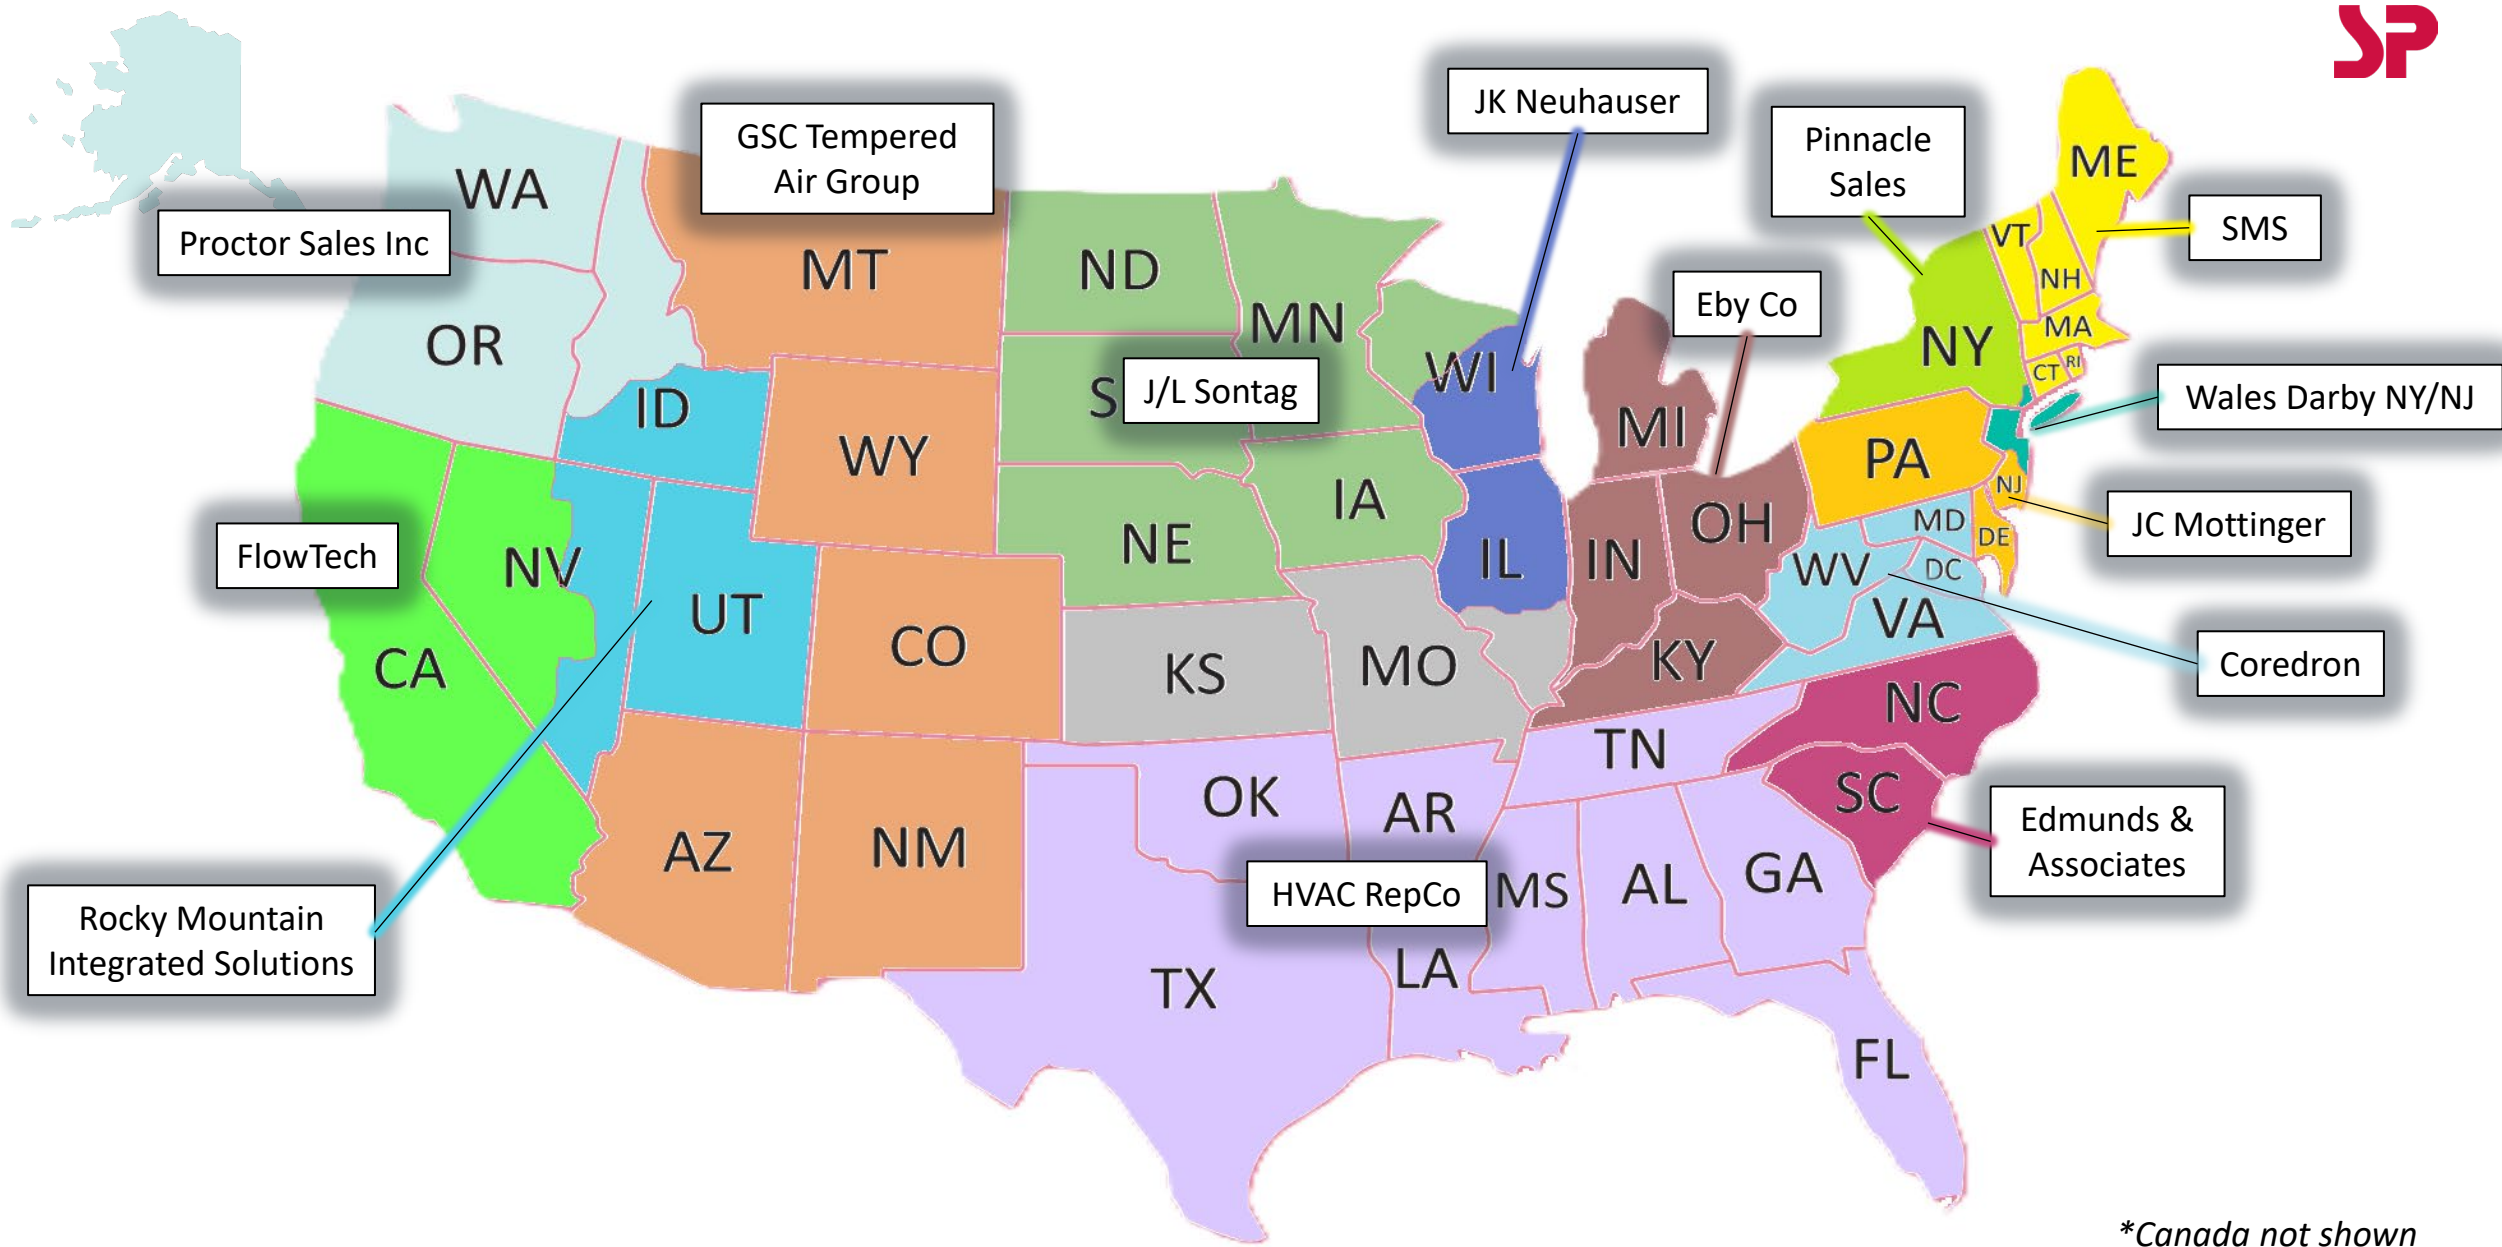 SP
JK Neuhauser
GSC Tempered
Air Group
Pinnacle
Sales
ME
WA
SMS
Proctor Sales Inc
VT
MT
ND
NH
Eby Co
MN
MA
OR
NY
RI
WI
CT
J/L Sontag
S
Wales Darby NY/NJ
ID
MI
WY
PA
NJ
IA
OH
MD
JC Mottinger
NE
DE
FlowTech
NV
IL
IN
WV
DC
UT
VA
CO
KY
Coredron
CA
KS
MO
NC
TN
OK
SC
AR
Edmunds &
Associates
AZ
NM
GA
HVAC RepCo
MS
AL
Rocky Mountain
Integrated Solutions
LA
TX
FL
*Canada not shown